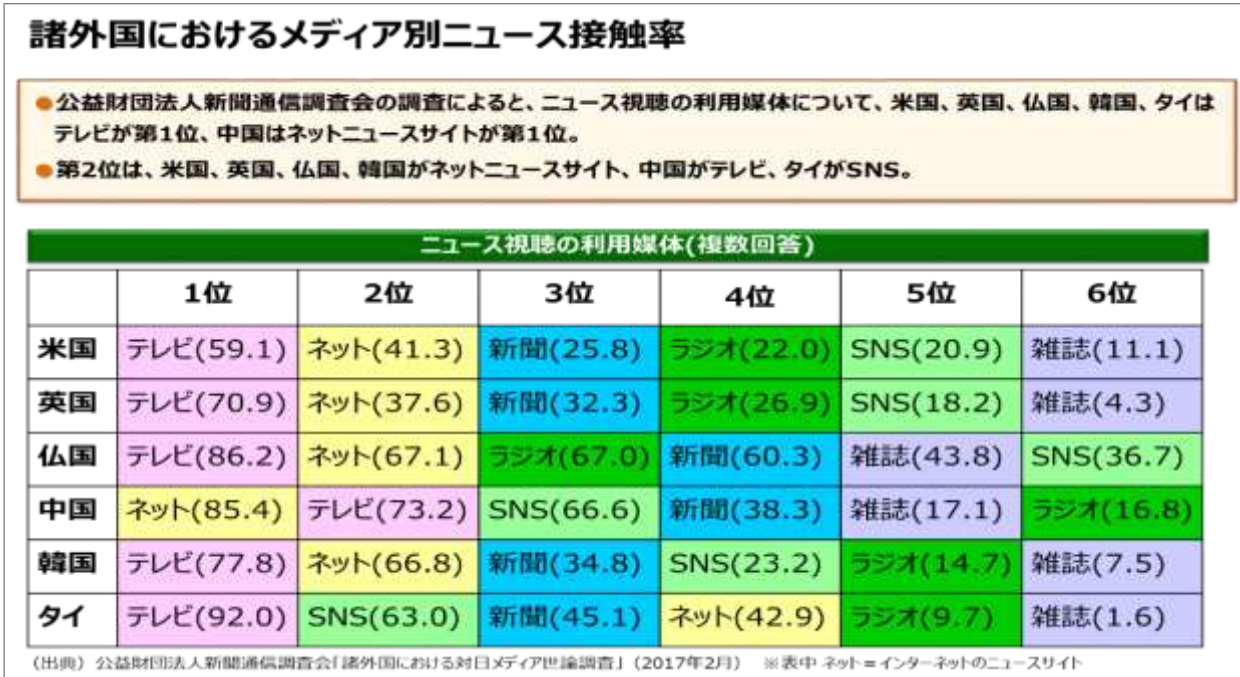 諸外国におけるメディア別ニュース接触率
●公益財団法人新聞通信調査会の調査によると、ニュース視聴の利用媒体について、米国、英国、仏国、韓国、タイは
テレビが第1位、中国はネットニュースサイトが第1位。
●第2位は、米国、英国、仏国、韓国がネットニュースサイト、中国がテレビ、タイがSNS。
ニュース視聴の利用媒体(複数回答)
1位 2位 3位 4位 5位 6位
米国 テレビ(59.1) ネット(41.3) 新聞(25.8) ラジオ(22.0) SNS(20.9) 雑誌(11.1)
英国 テレビ(70.9) ネット(37.6) 新聞(32.3) ラジオ(26.9) SNS(18.2) 雑誌(4.3)
仏国 テレビ(86.2) ネット(67.1) ラジオ(67.0) 新聞(60.3) 雑誌(43.8) SNS(36.7)
中国 ネット(85.4) テレビ(73.2) SNS(66.6) 新聞(38.3) 雑誌(17.1) ラジオ(16.8)
韓国 テレビ(77.8) ネット(66.8) 新聞(34.8) SNS(23.2) ラジオ(14.7) 雑誌(7.5)
タイ テレビ(92.0) SNS(63.0) 新聞(45.1) ネット(42.9) ラジオ(9.7) 雑誌(1.6)
(出典) 公益財団法人新聞通信調査会「諸外国における対日メディア世論調査」(2017年2月) ※表中 ネット=インターネットのニュースサイト